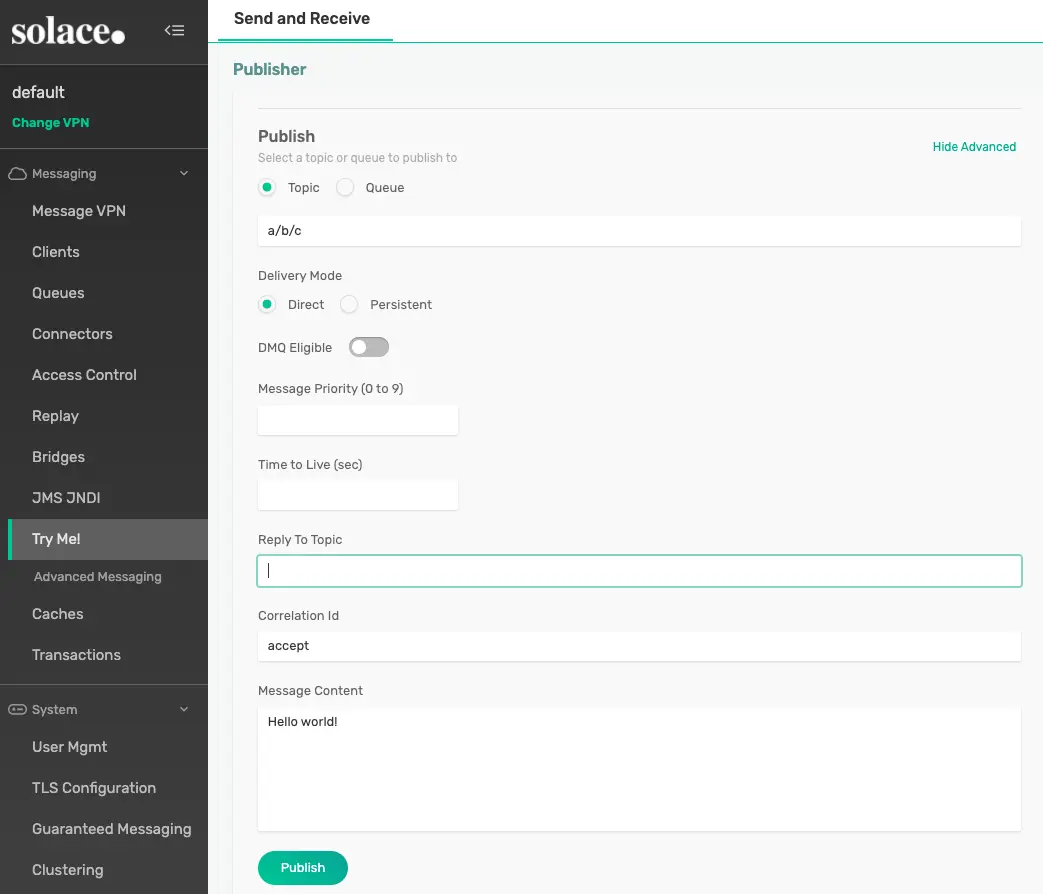 solace.
default
Change VPN
Messaging
Message VPN
Clients
Queues
Connectors
Access Control
Replay
Bridges
JMS JNDI
Try Me!
Advanced Messaging
Caches
Transactions
System
User Mgmt
TLS Configuration
Guaranteed Messaging
Clustering
Send and Receive
Publisher
Publish
Hide Advanced
Select a topic or queue to publish to
Topic Queue
a/b/c
Delivery Mode
Direct Persistent
DMQ Eligible
Message Priority (0 to 9)
Time to Live (sec)
Reply To Topic
Correlation Id
accept
Message Content
Hello world!
Publish